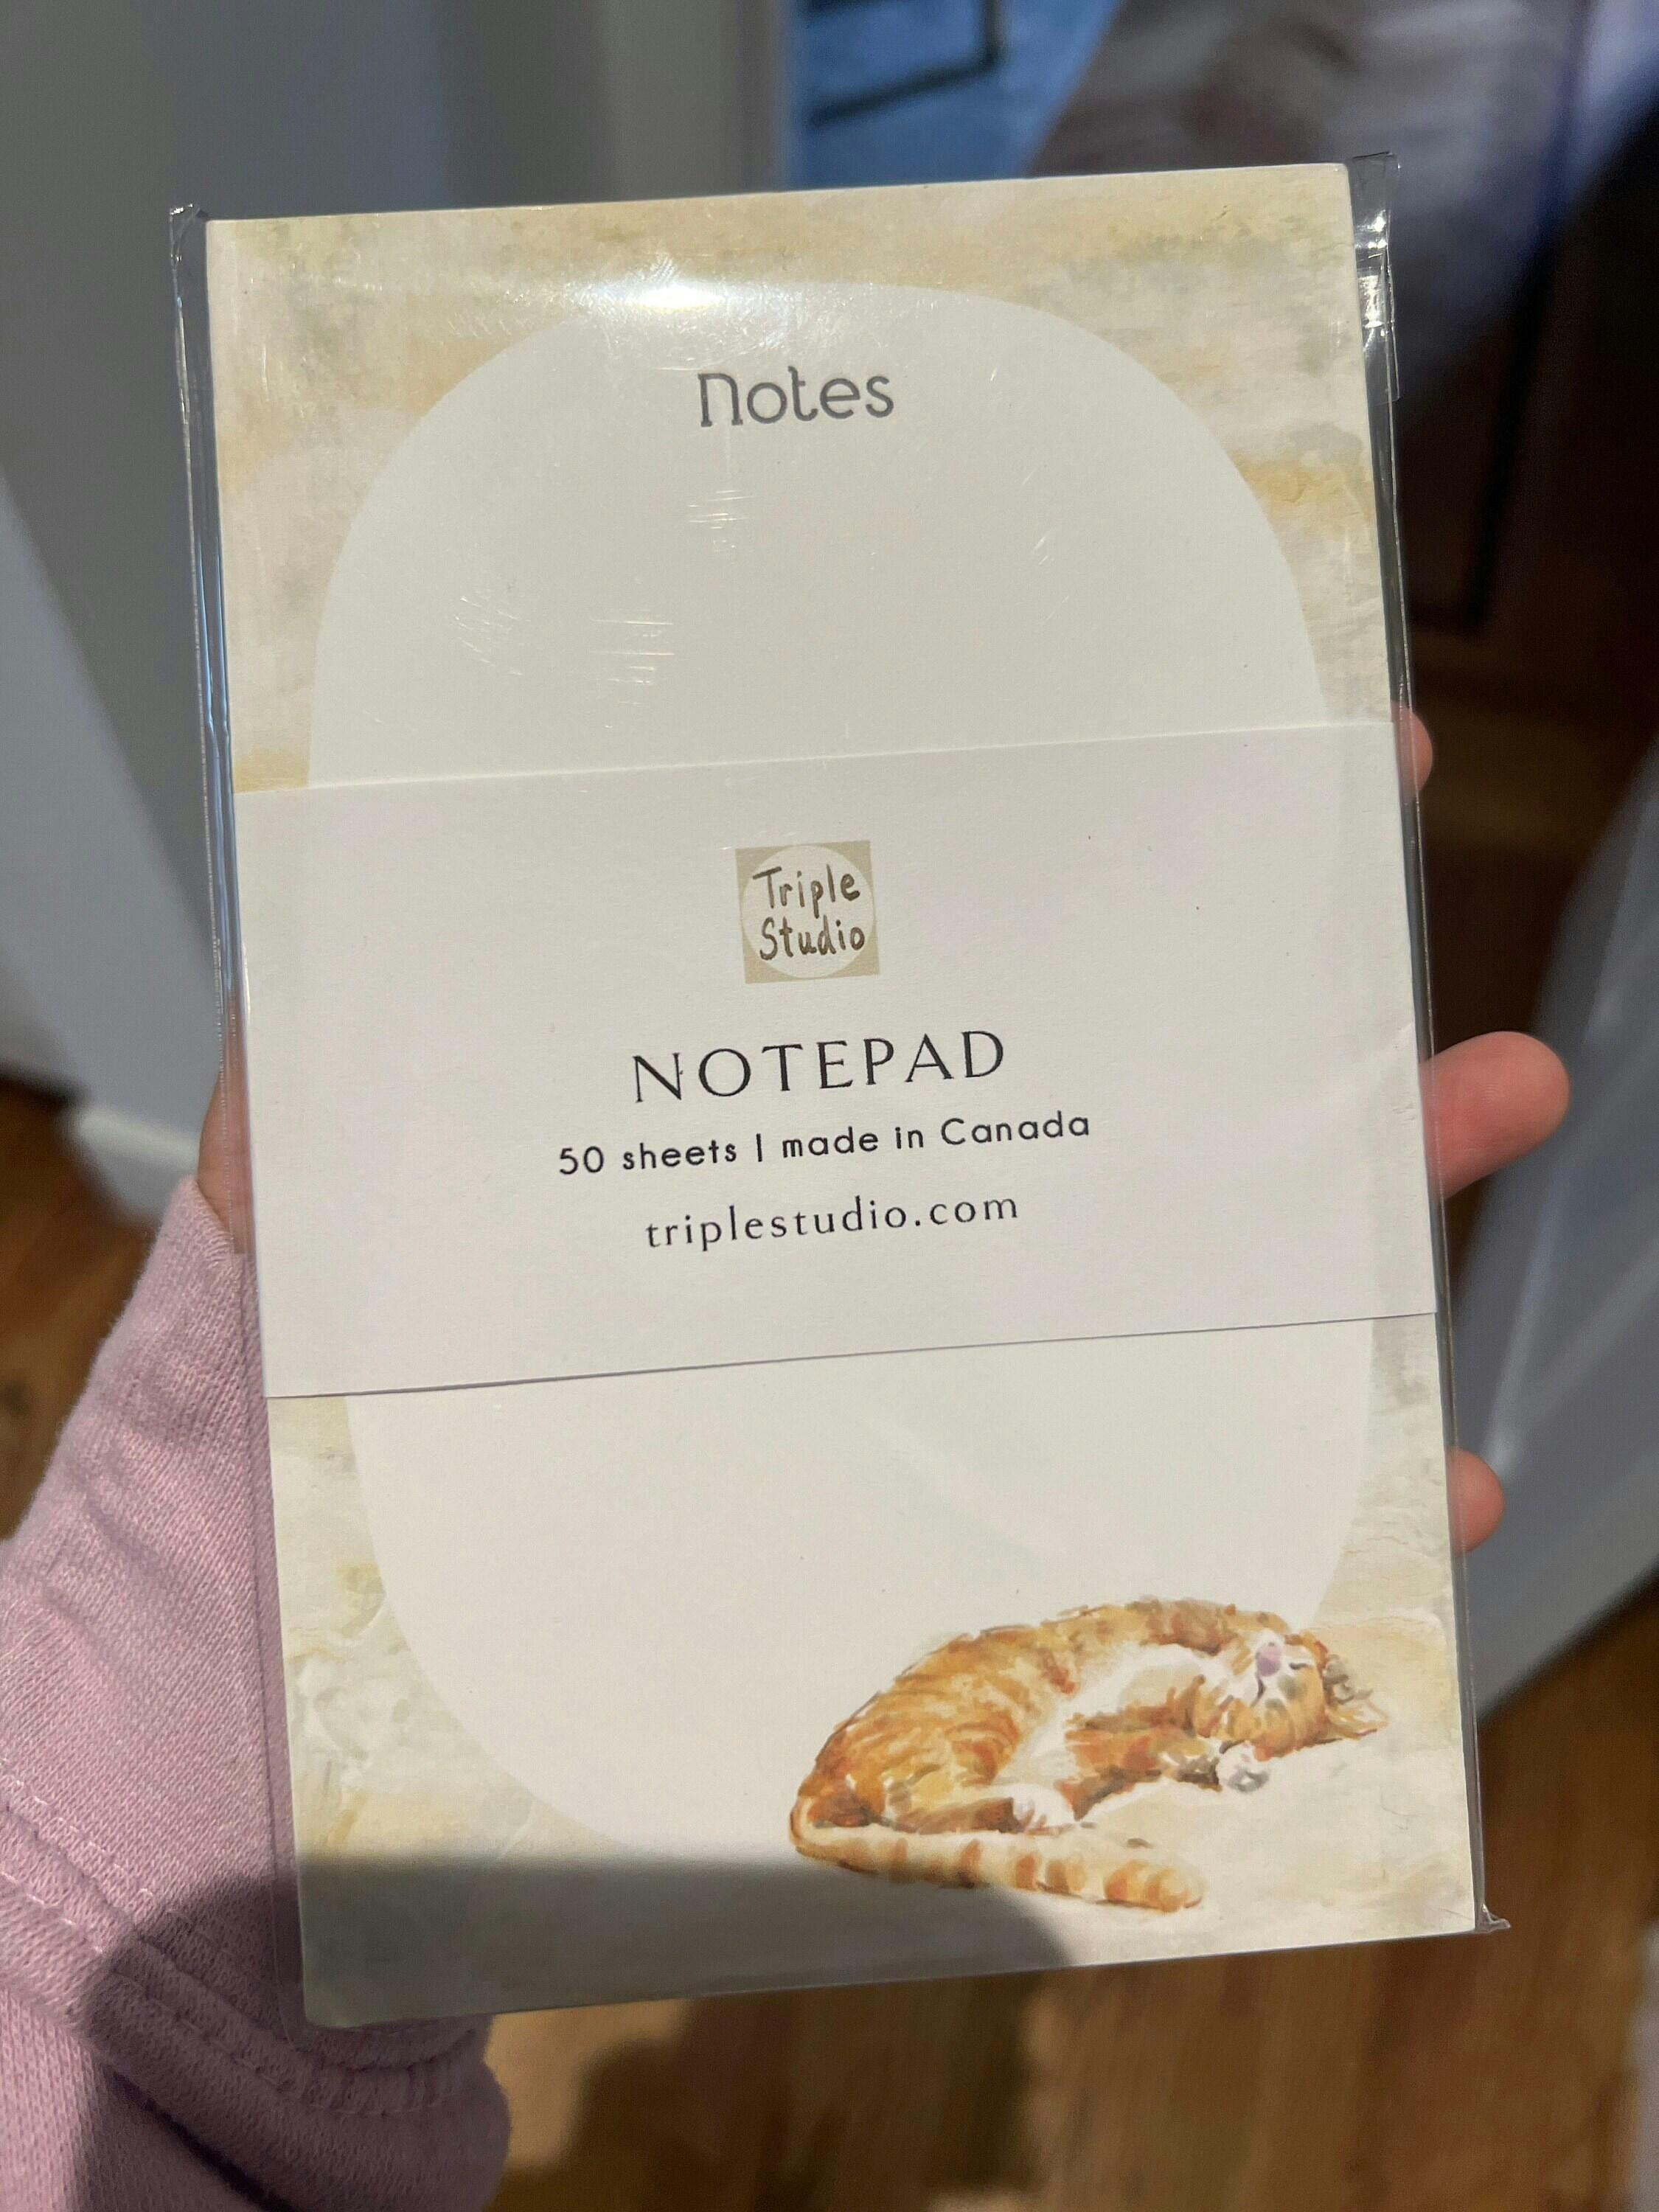 Notes
Triple
Studio
NOTEPAD
50 sheets | made in Canada
triplestudio.com